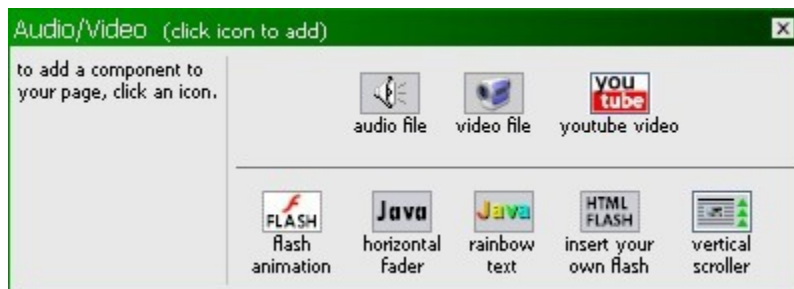 Audio/Video (click icon to add)
to add a component to
your page, click an icon.
You
Tube
audio file
video file
youtube video
FLASH
Java
Java
HTML
FLASH
flash
animation
horizontal
fader
rainbow
text
insert your
own flash
vertical
scroller